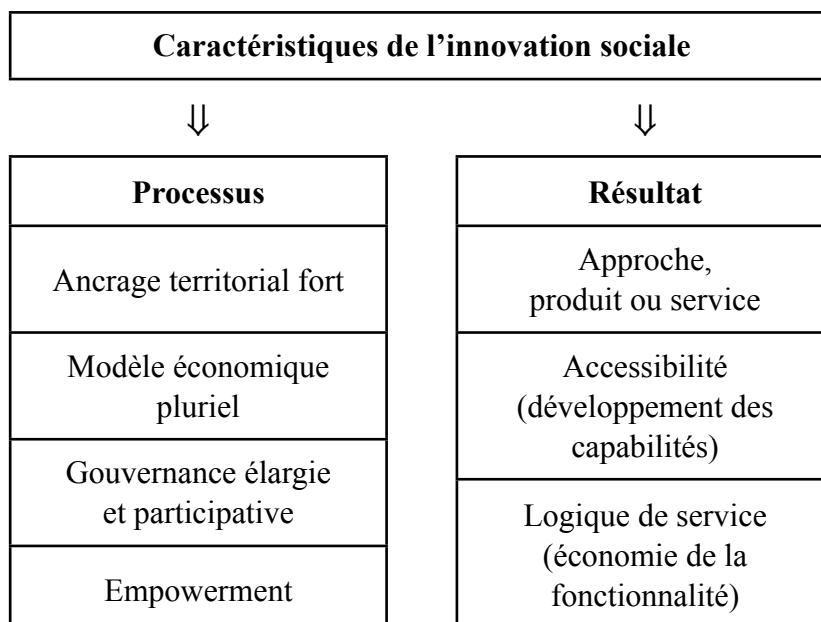 Caractéristiques de l’innovation sociale
⇓
⇓
Processus
Ancrage territorial fort
Modèle économique
pluriel
Gouvernance élargie
et participative
Empowerment
Résultat
Approche,
produit ou service
Accessibilité
(développement des
capabilités)
Logique de service
(économie de la
fonctionnalité)